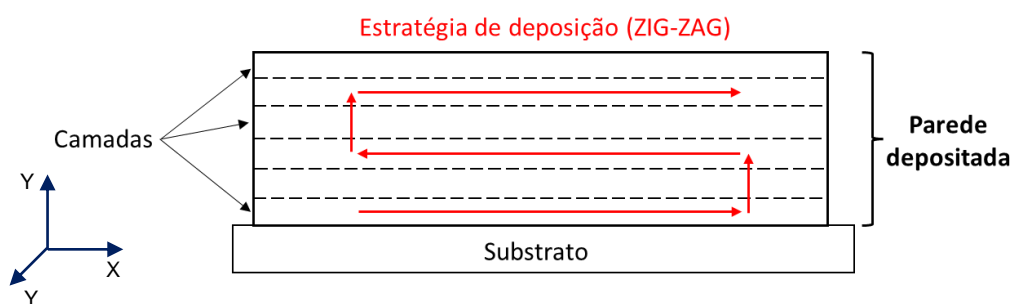 Estratégia de deposição (ZIG-ZAG)
Camadas
Parede
depositada
Substrato
Y
X
Y